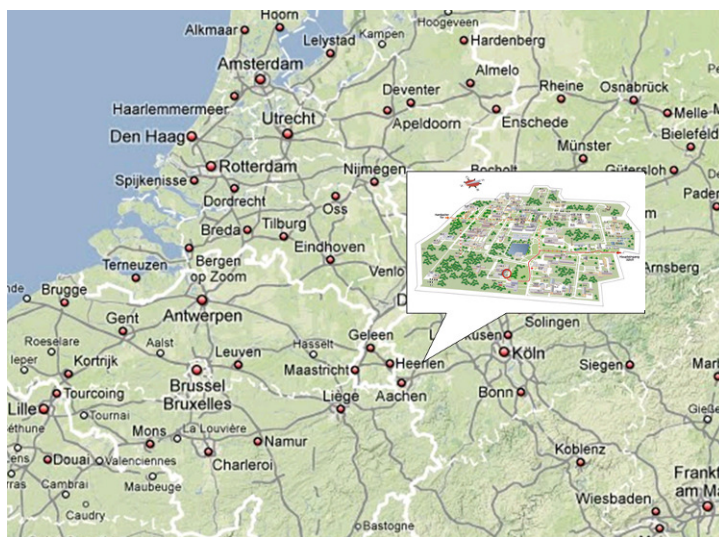 Hoorn
Hoogeveen
Alkmaar
Kampen
Hardenberg
Lelystad
Amsterdam
Almelo
Rheine
Osnabrück
Haarlemmermeer
Deventer
Melle
Utrecht
Apeldoorn
Enschede
Den Haag
Bielefeld
Münster
Rotterdam
Nijmegen
Bocholt
Gütersloh
Spijkenisse
Dordrecht
Oss
Breda
Tilburg
Eindhoven
Bergen
op Zoom
Terneuzen
Venlo
Arnsberg
Brugge
Antwerpen
Gent
Geleen
Solingen
Roeselare
Aalst
Hasselt
Ieper
Leuven
Heerlen
Köln
Kortrijk
Maastricht
Siegen
Brussel
Bruxelles
Aachen
Tourcoing
Liège
Bonn
Lille
Tournai
La Louvière
Mons
Namur
Koblenz
Douai
Valenciennes
Charleroi
Maubeuge
Cambrai
Wiesbaden
Caudry
Bastogne